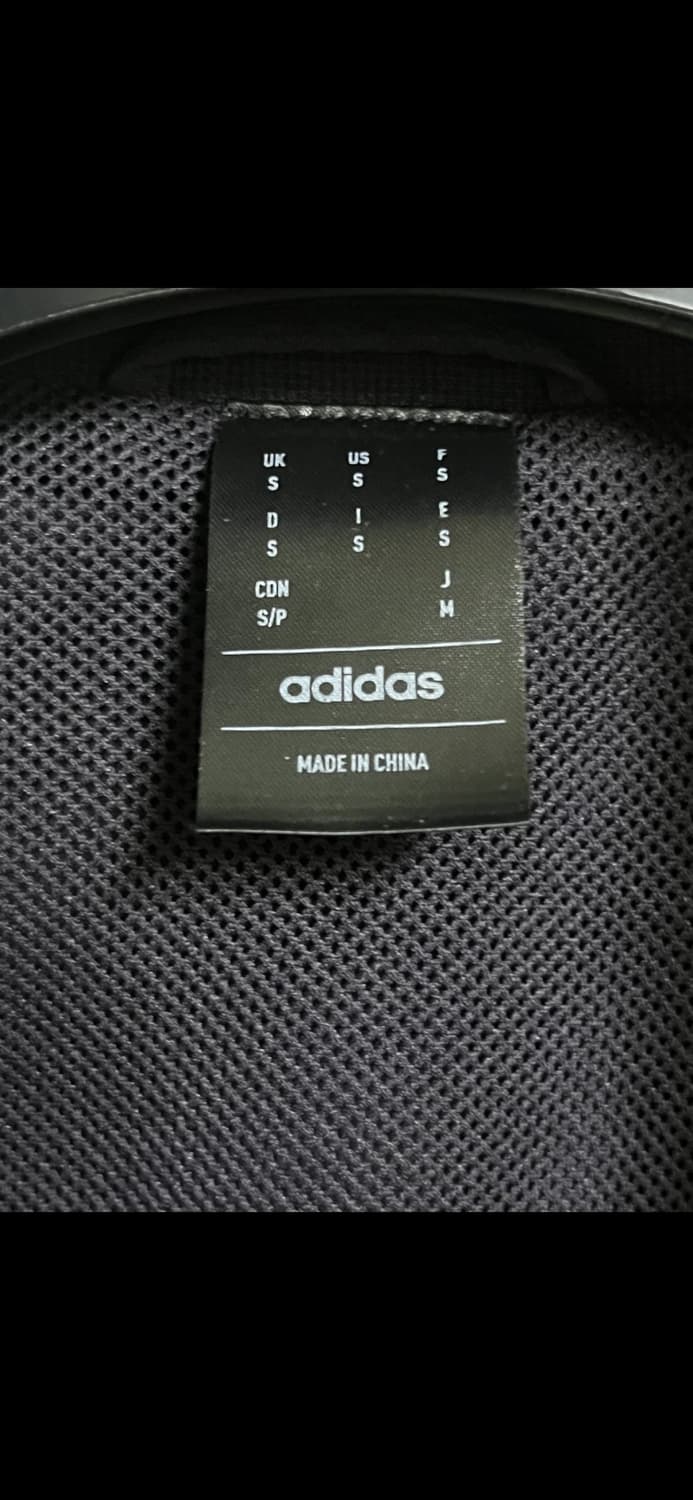 UK US F
S S S
D I E
S S S
CDN J
S/P M
adidas
MADE IN CHINA